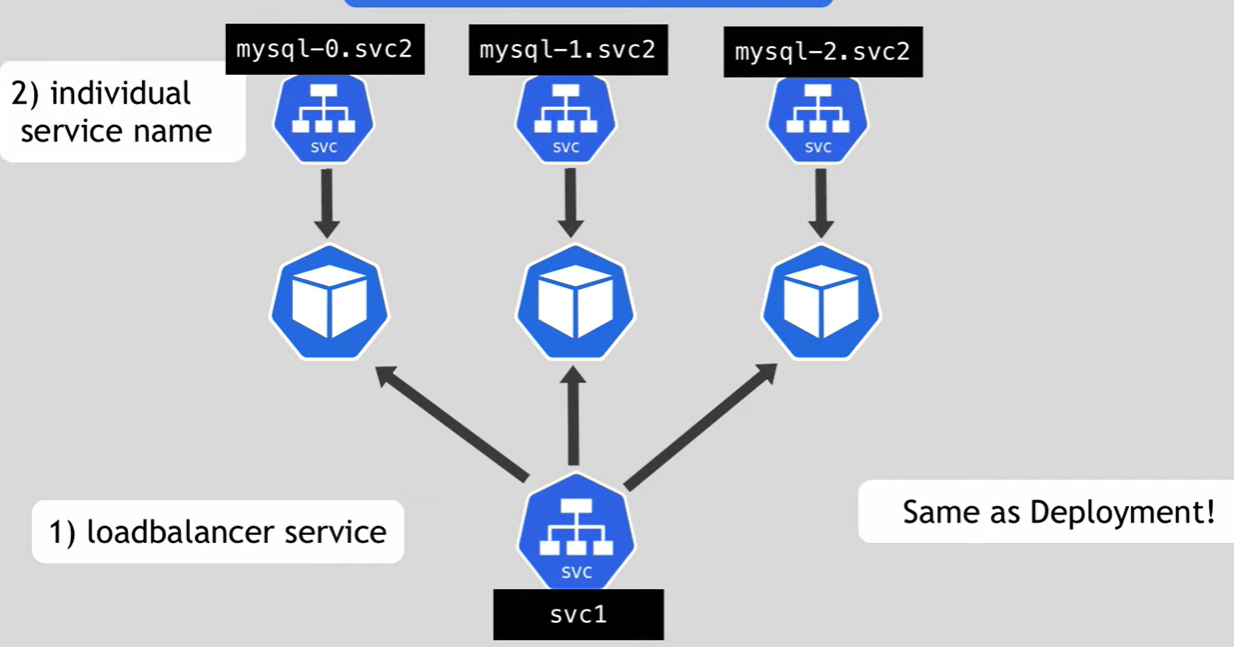 mysql-0.svc2 mysql-1.svc2 mysql-2.svc2
2) individual
service name
svc svc svc
1) loadbalancer service
Same as Deployment!
svc
svc1